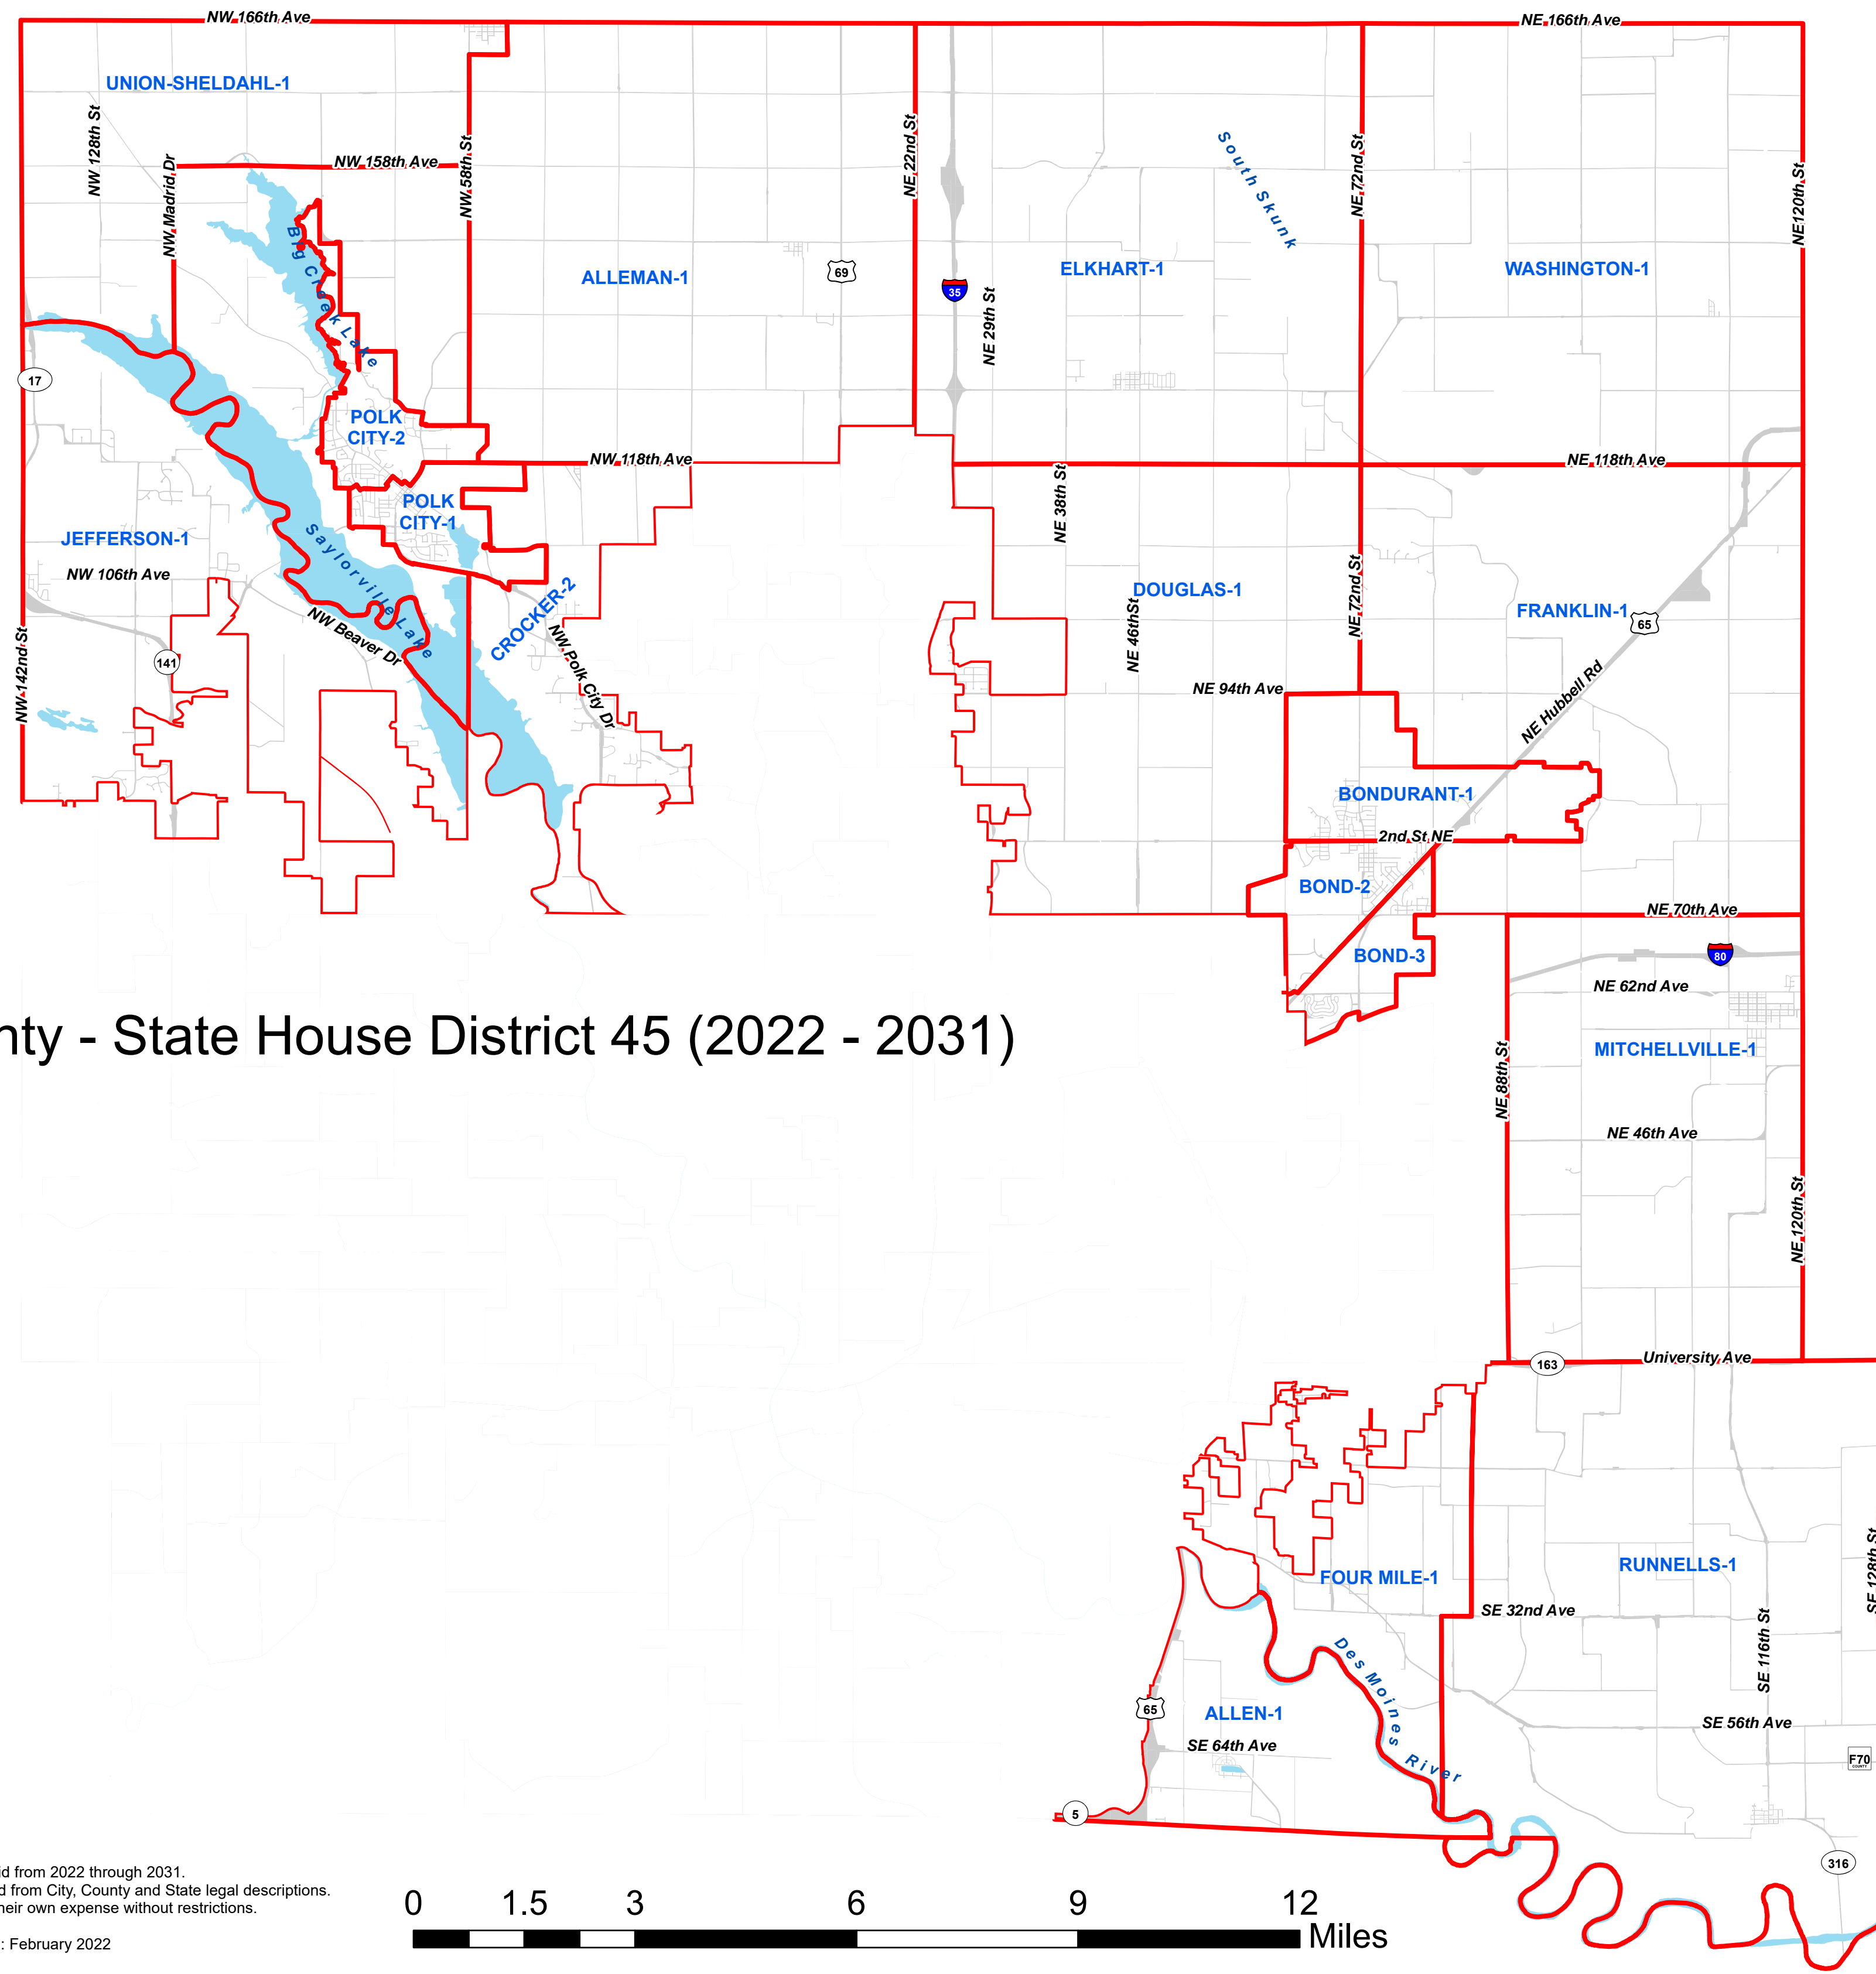 NW 166th Ave
NE 166th Ave
UNION-SHELDAHL-1
NW 128th St
NW Madrid Dr
NW 158th Ave
NW 58th St
NE 22nd St
South Skunk
NE 72nd St
NE120th St
Big Creek Lake
ALLEMAN-1
69
35
NE 29th St
ELKHART-1
WASHINGTON-1
17
POLK
CITY-2
NW 118th Ave
NE 118th Ave
NE 38th St
POLK
CITY-1
JEFFERSON-1
NW 106th Ave
Saylorville Lake
NW Beaver Dr
CROCKER-2
NW Polk City Dr
NW 142nd St
141
DOUGLAS-1
NE 46thSt
NE 72nd St
FRANKLIN-1
65
NE Hubbell Rd
NE 94th Ave
BONDURANT-1
2nd St NE
BOND-2
NE 70th Ave
BOND-3
80
NE 62nd Ave
nty - State House District 45 (2022 - 2031)
NE 88th St
MITCHELLVILLE-1
NE 46th Ave
NE 120th St
University Ave
163
FOUR MILE-1
RUNNELLS-1
SE 128th St
SE 32nd Ave
SE 116th St
Des Moines River
65
ALLEN-1
SE 64th Ave
SE 56th Ave
F70
COUNTY
5
316
id from 2022 through 2031.
d from City, County and State legal descriptions.
heir own expense without restrictions.
: February 2022
0 1.5 3 6 9 12
Miles